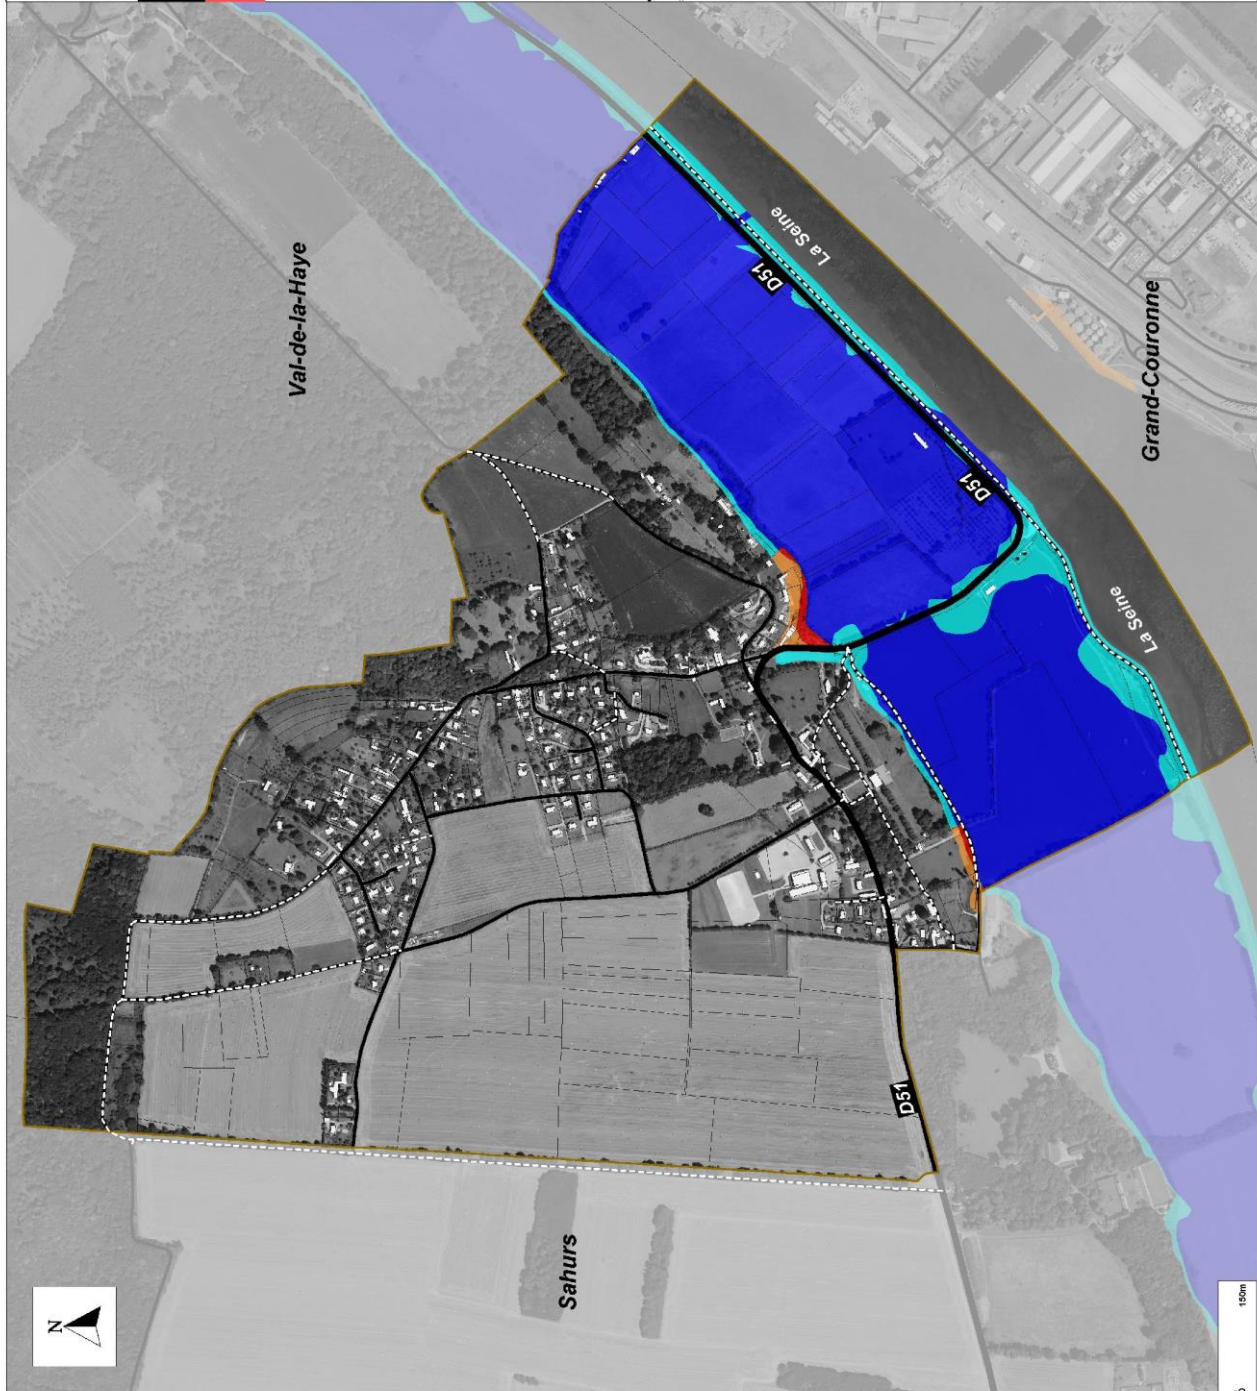 Val-de-la-Haye
La Seine
D51
Grand-Couronne
D51
La Seine
D51
Sahurs
N
150m